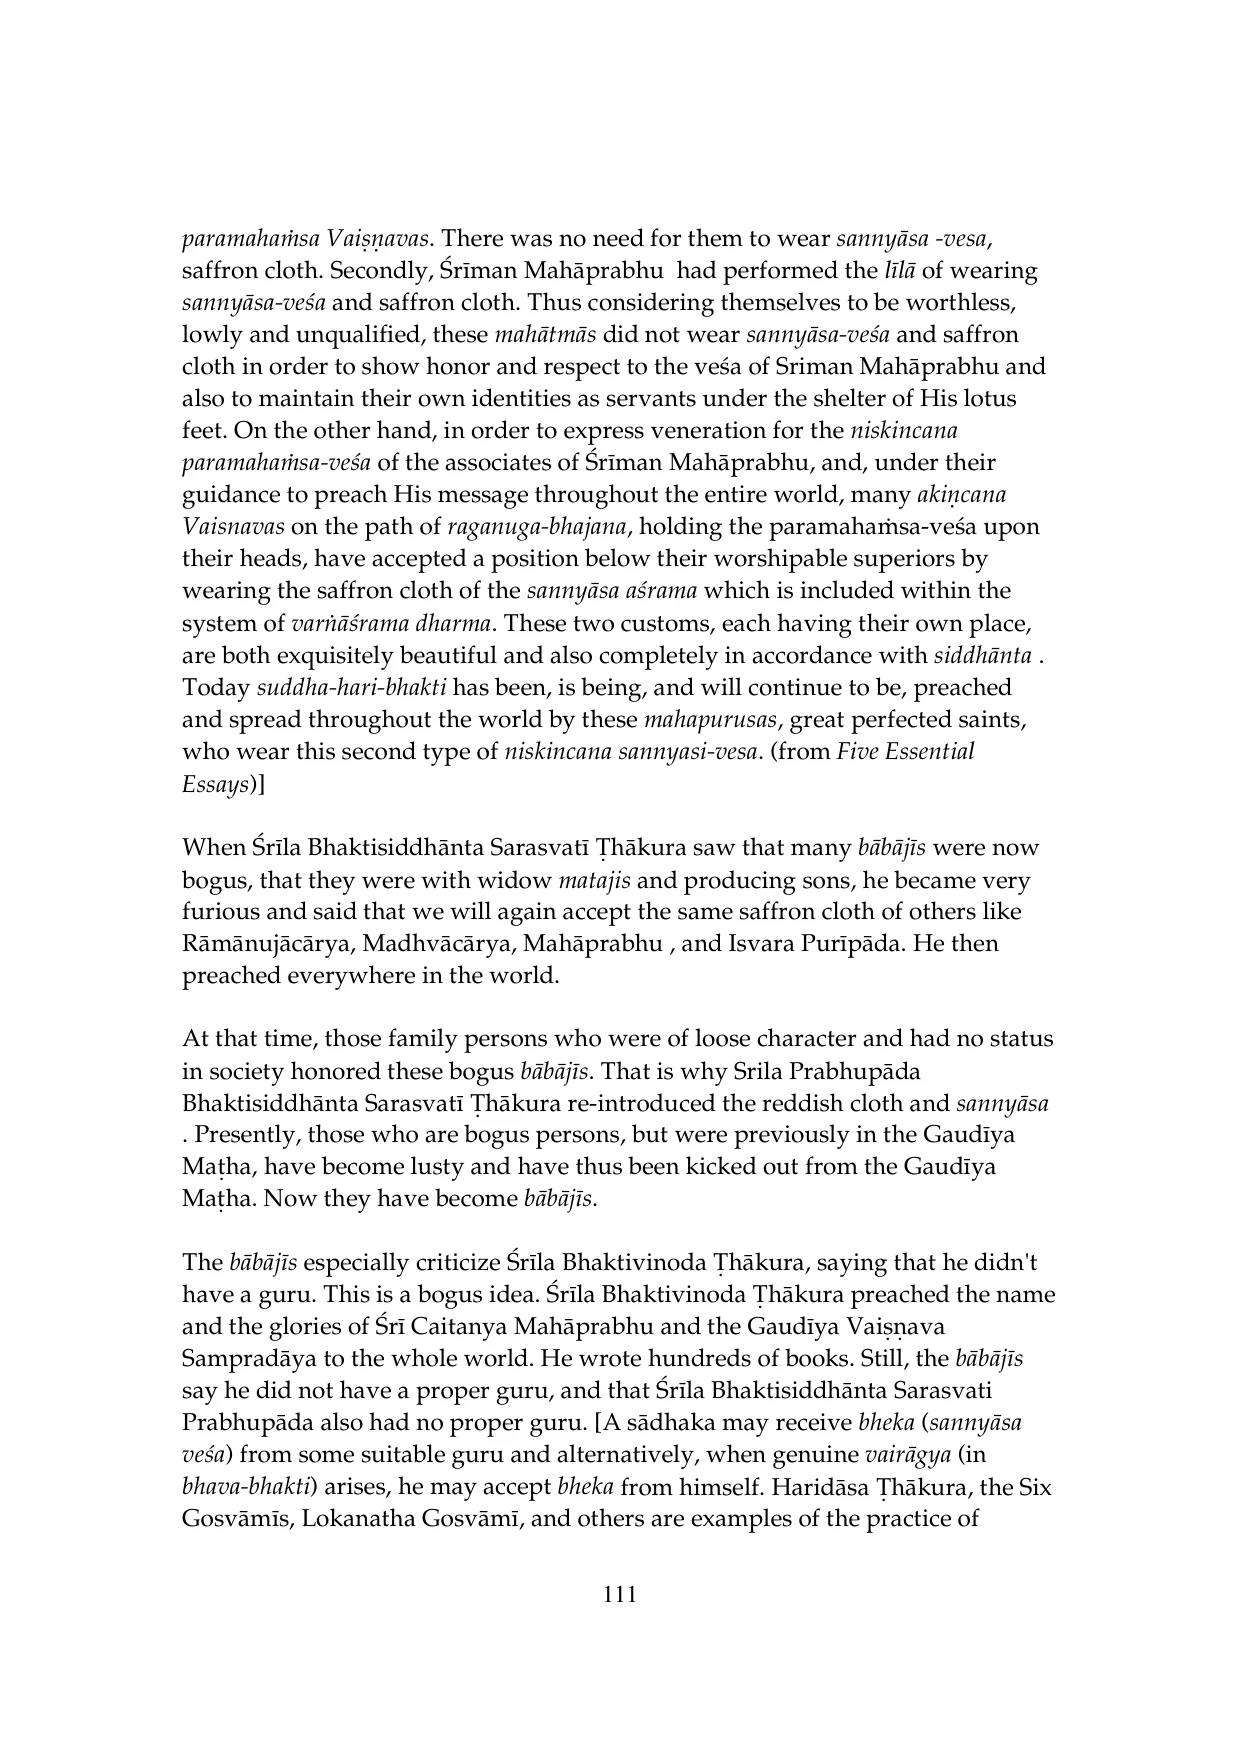 paramahaṁsa Vaiṣṇavas. There was no need for them to wear sannyāsa -vesa,
saffron cloth. Secondly, Śrīman Mahāprabhu  had performed the līlā of wearing
sannyāsa-veśa and saffron cloth. Thus considering themselves to be worthless,
lowly and unqualified, these mahātmās did not wear sannyāsa-veśa and saffron
cloth in order to show honor and respect to the veśa of Sriman Mahāprabhu and
also to maintain their own identities as servants under the shelter of His lotus
feet. On the other hand, in order to express veneration for the niskincana
paramahaṁsa-veśa of the associates of Śrīman Mahāprabhu, and, under their
guidance to preach His message throughout the entire world, many akiṇcana
Vaisnavas on the path of raganuga-bhajana, holding the paramahaṁsa-veśa upon
their heads, have accepted a position below their worshipable superiors by
wearing the saffron cloth of the sannyāsa aśrama which is included within the
system of varṅāśrama dharma. These two customs, each having their own place,
are both exquisitely beautiful and also completely in accordance with siddhānta .
Today suddha-hari-bhakti has been, is being, and will continue to be, preached
and spread throughout the world by these mahapurusas, great perfected saints,
who wear this second type of niskincana sannyasi-vesa. (from Five Essential
Essays)]
When Śrīla Bhaktisiddhānta Sarasvatī Ṭhākura saw that many bābājīs were now
bogus, that they were with widow matajis and producing sons, he became very
furious and said that we will again accept the same saffron cloth of others like
Rāmānujācārya, Madhvācārya, Mahāprabhu , and Isvara Purīpāda. He then
preached everywhere in the world.
At that time, those family persons who were of loose character and had no status
in society honored these bogus bābājīs. That is why Srila Prabhupāda
Bhaktisiddhānta Sarasvatī Ṭhākura re-introduced the reddish cloth and sannyāsa
. Presently, those who are bogus persons, but were previously in the Gaudīya
Maṭha, have become lusty and have thus been kicked out from the Gaudīya
Maṭha. Now they have become bābājīs.
The bābājīs especially criticize Śrīla Bhaktivinoda Ṭhākura, saying that he didn't
have a guru. This is a bogus idea. Śrīla Bhaktivinoda Ṭhākura preached the name
and the glories of Śrī Caitanya Mahāprabhu and the Gaudīya Vaiṣṇava
Sampradāya to the whole world. He wrote hundreds of books. Still, the bābājīs
say he did not have a proper guru, and that Śrīla Bhaktisiddhānta Sarasvati
Prabhupāda also had no proper guru. [A sādhaka may receive bheka (sannyāsa
veśa) from some suitable guru and alternatively, when genuine vairāgya (in
bhava-bhakti) arises, he may accept bheka from himself. Haridāsa Ṭhākura, the Six
Gosvāmīs, Lokanatha Gosvāmī, and others are examples of the practice of
111